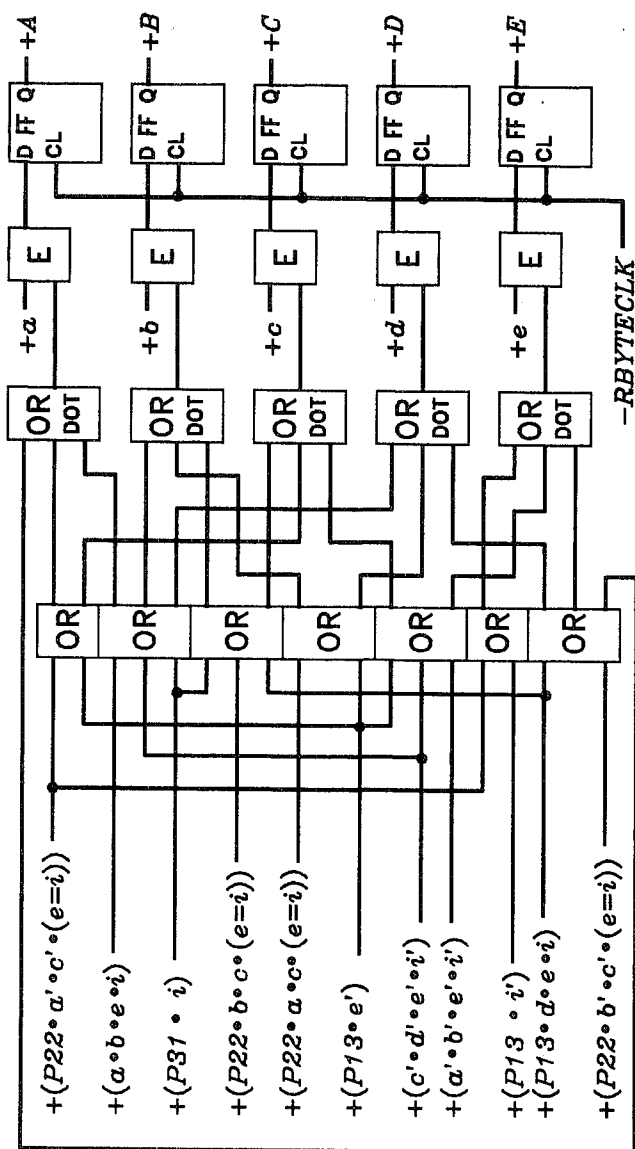 +(P22•a'•c'•(e=i))
+(a•b•e•i)
+(P31•i)
+(P22•b•c•(e=i))
+(P22•a•c•(e=i))
+(P13•e')
+(c'•d'•e'•i')
+(a'•b'•e'•i')
+(P13•i')
+(P13•d•e•i)
+(P22•b'•c'•(e=i))
OR
OR
OR
OR
OR
OR
OR
OR DOT
OR DOT
OR DOT
OR DOT
OR DOT
+a
+b
+c
+d
+e
E
E
E
E
E
D FF Q
CL
+A
D FF Q
CL
+B
D FF Q
CL
+C
D FF Q
CL
+D
D FF Q
CL
+E
-RBYTECLK